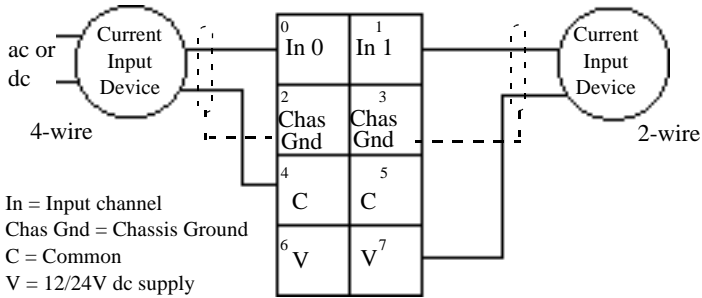 ac or
dc
Current
Input
Device
4-wire
0
In 0
1
In 1
2
Chas
Gnd
3
Chas
Gnd
4
C
5
C
6
V
7
V
Current
Input
Device
2-wire
In = Input channel
Chas Gnd = Chassis Ground
C = Common
V = 12/24V dc supply